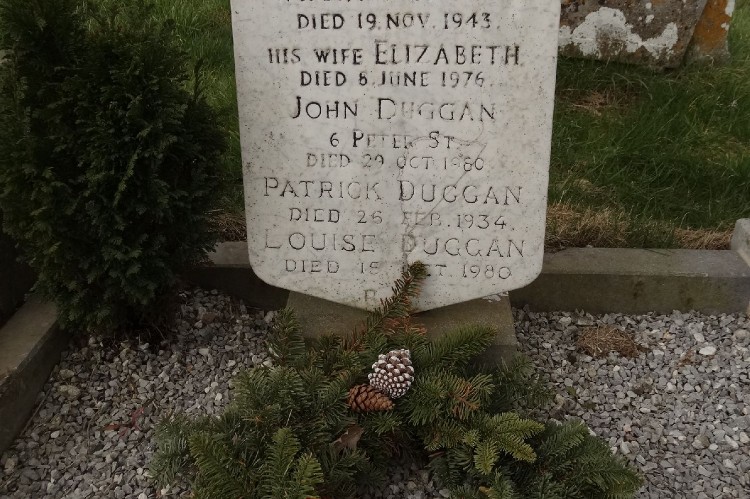 DIED 19 NOV. 1943.
HIS WIFE ELIZABETH
DIED 8 JUNE 1976.
JOHN DUGGAN
6 PETER ST
DIED 29 OCT 1960
PATRICK DUGGAN
DIED 26 FEB. 1934.
LOUISE DUGGAN
DIED OCT 1980